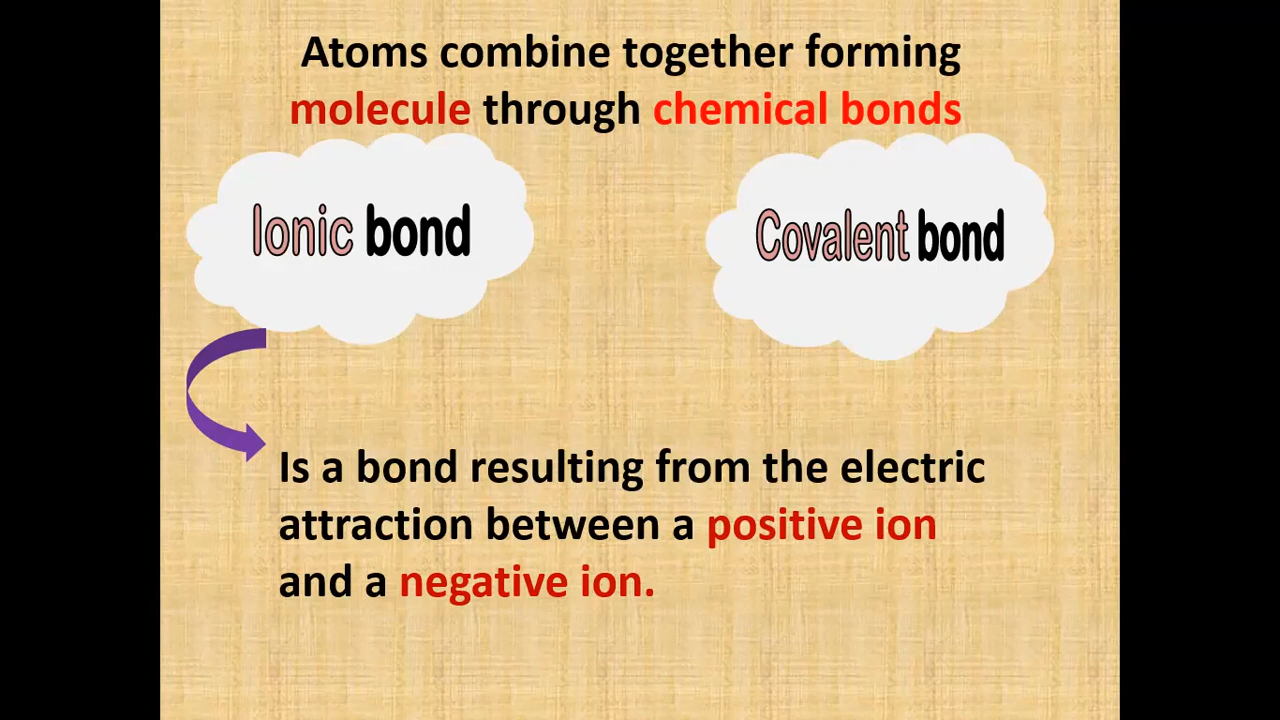 Atoms combine together forming
molecule through chemical bonds
Ionic bond
Covalent bond
Is a bond resulting from the electric
attraction between a positive ion
and a negative ion.